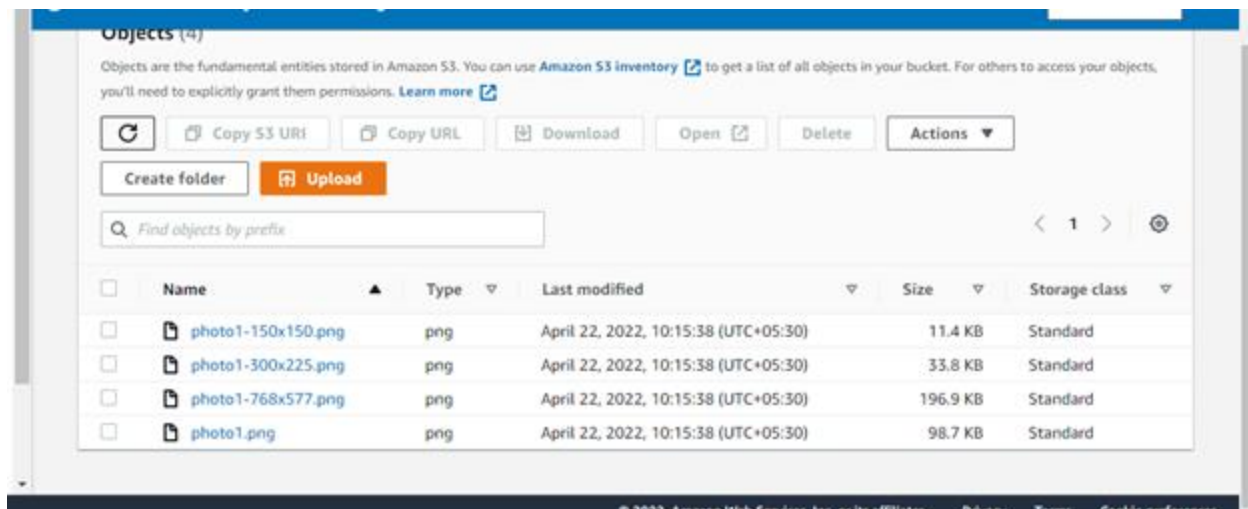 Objects (4)
Objects are the fundamental entities stored in Amazon S3. You can use Amazon S3 inventory to get a list of all objects in your bucket. For others to access your objects,
you'll need to explicitly grant them permissions. Learn more
Copy S3 URI Copy URL Download Open Delete Actions
Create folder Upload
Find objects by prefix 1
Name Type Last modified Size Storage class
photo1-150x150.png png April 22, 2022, 10:15:38 (UTC+05:30) 11.4 KB Standard
photo1-300x225.png png April 22, 2022, 10:15:38 (UTC+05:30) 33.8 KB Standard
photo1-768x577.png png April 22, 2022, 10:15:38 (UTC+05:30) 196.9 KB Standard
photo1.png png April 22, 2022, 10:15:38 (UTC+05:30) 98.7 KB Standard